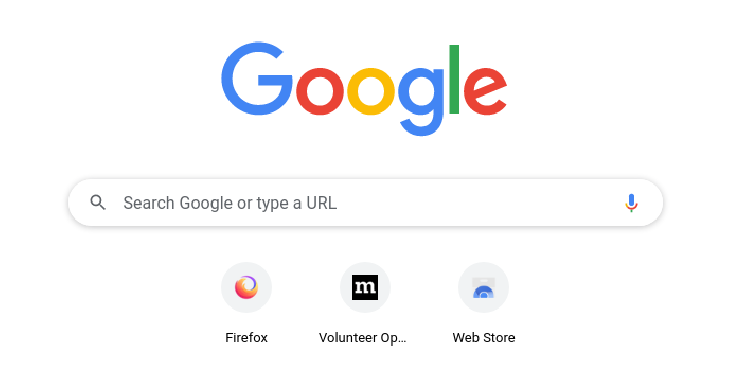 Google
Search Google or type a URL
m
Firefox
Volunteer Op...
Web Store